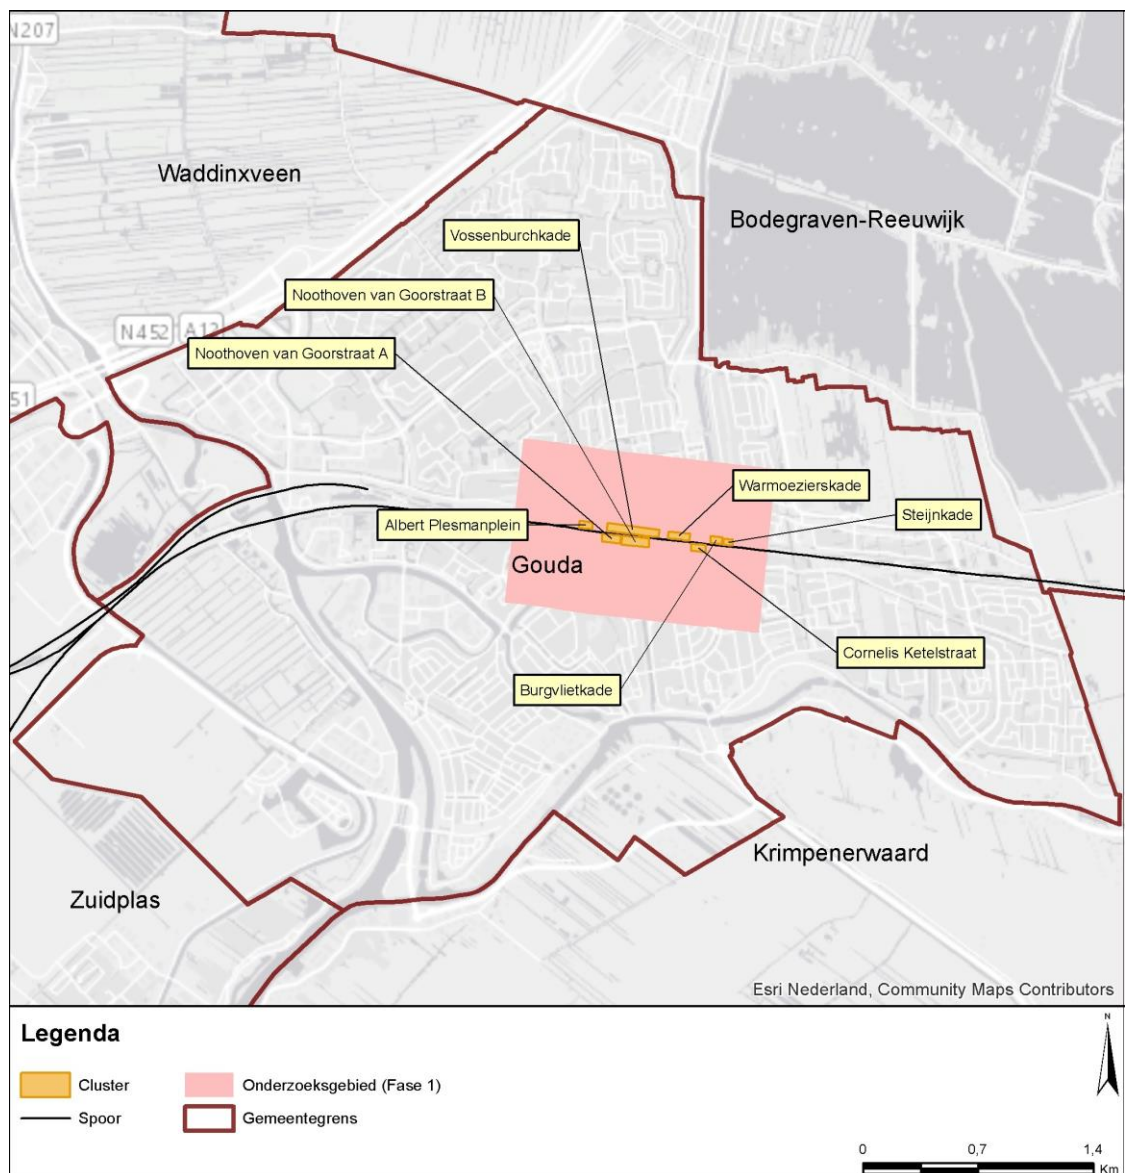 N207
Waddinxveen
Bodegraven-Reeuwijk
Vossenburchkade
Noothoven van Goorstraat B
N452
A12
Noothoven van Goorstraat A
51
Warmoezierskade
Steijnkade
Albert Plesmanplein
Gouda
Cornelis Ketelstraat
Burgvlietkade
Krimpenerwaard
Zuidplas
Esri Nederland, Community Maps Contributors
Legenda
N
Cluster
Onderzoeksgebied (Fase 1)
Spoor
Gemeentegrens
0 0,7 1,4
Km